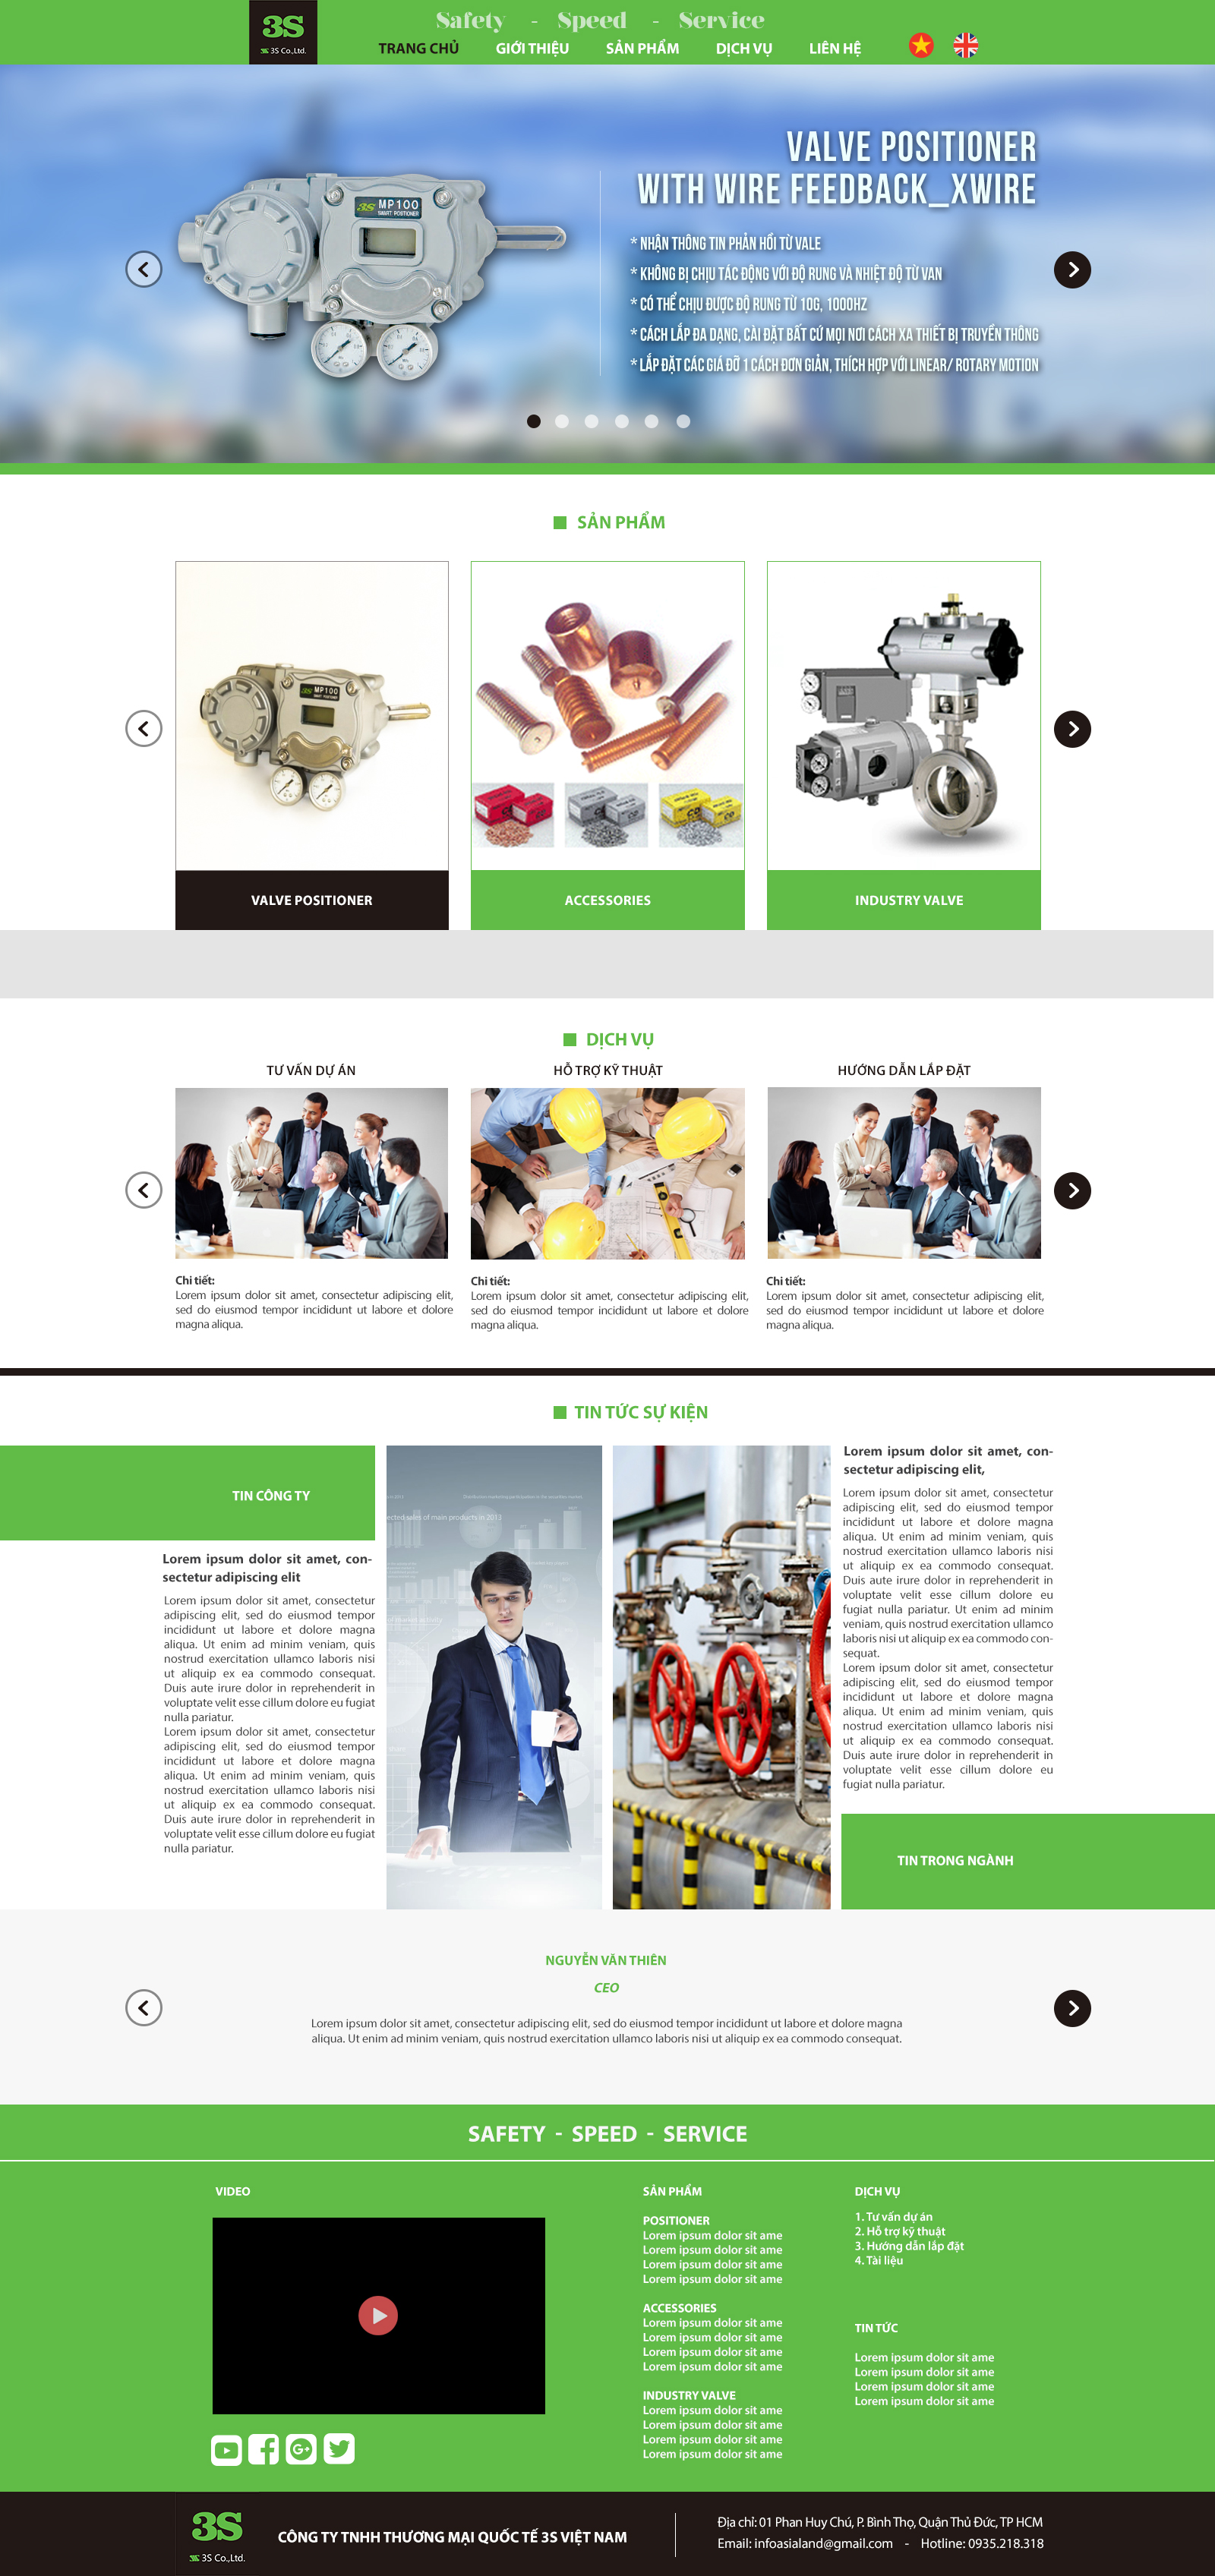 3S
3S 3S Co.,Ltd.
Safety - Speed - Service
TRANG CHỦ GIỚI THIỆU SẢN PHẨM DỊCH VỤ LIÊN HỆ
VALVE POSITIONER
WITH WIRE FEEDBACK_XWIRE
3S MP100
SMART POSITIONER
* NHẬN THÔNG TIN PHẢN HỒI TỪ VALE
* KHÔNG BỊ CHỊU TÁC ĐỘNG VỚI ĐỘ RUNG VÀ NHIỆT ĐỘ TỪ VAN
* CÓ THỂ CHỊU ĐƯỢC ĐỘ RUNG TỪ 10G, 1000HZ
* CÁCH LẮP ĐA DẠNG, CÀI ĐẶT BẤT CỨ MỌI NƠI CÁCH XA THIẾT BỊ TRUYỀN THÔNG
* LẮP ĐẶT CÁC GIÁ ĐỠ 1 CÁCH ĐƠN GIẢN, THÍCH HỢP VỚI LINEAR/ ROTARY MOTION
SẢN PHẨM
3S MP100
SMART POSITIONER
VALVE POSITIONER
ACCESSORIES
INDUSTRY VALVE
DỊCH VỤ
TƯ VẤN DỰ ÁN
HỖ TRỢ KỸ THUẬT
HƯỚNG DẪN LẮP ĐẶT
Chi tiết:
Lorem ipsum dolor sit amet, consectetur adipiscing elit,
sed do eiusmod tempor incididunt ut labore et dolore
magna aliqua.
Chi tiết:
Lorem ipsum dolor sit amet, consectetur adipiscing elit,
sed do eiusmod tempor incididunt ut labore et dolore
magna aliqua.
Chi tiết:
Lorem ipsum dolor sit amet, consectetur adipiscing elit,
sed do eiusmod tempor incididunt ut labore et dolore
magna aliqua.
TIN TỨC SỰ KIỆN
TIN CÔNG TY
Lorem ipsum dolor sit amet, con-
sectetur adipiscing elit
Lorem ipsum dolor sit amet, consectetur
adipiscing elit, sed do eiusmod tempor
incididunt ut labore et dolore magna
aliqua. Ut enim ad minim veniam, quis
nostrud exercitation ullamco laboris nisi
ut aliquip ex ea commodo consequat.
Duis aute irure dolor in reprehenderit in
voluptate velit esse cillum dolore eu fugiat
nulla pariatur.
Lorem ipsum dolor sit amet, consectetur
adipiscing elit, sed do eiusmod tempor
incididunt ut labore et dolore magna
aliqua. Ut enim ad minim veniam, quis
nostrud exercitation ullamco laboris nisi
ut aliquip ex ea commodo consequat.
Duis aute irure dolor in reprehenderit in
voluptate velit esse cillum dolore eu fugiat
nulla pariatur.
ected sales of main products in 2013
Lorem ipsum dolor sit amet, con-
sectetur adipiscing elit,
Lorem ipsum dolor sit amet, consectetur
adipiscing elit, sed do eiusmod tempor
incididunt ut labore et dolore magna
aliqua. Ut enim ad minim veniam, quis
nostrud exercitation ullamco laboris nisi
ut aliquip ex ea commodo consequat.
Duis aute irure dolor in reprehenderit in
voluptate velit esse cillum dolore eu
fugiat nulla pariatur. Ut enim ad minim
veniam, quis nostrud exercitation ullamco
laboris nisi ut aliquip ex ea commodo con-
sequat.
Lorem ipsum dolor sit amet, consectetur
adipiscing elit, sed do eiusmod tempor
incididunt ut labore et dolore magna
aliqua. Ut enim ad minim veniam, quis
nostrud exercitation ullamco laboris nisi
ut aliquip ex ea commodo consequat.
Duis aute irure dolor in reprehenderit in
voluptate velit esse cillum dolore eu
fugiat nulla pariatur.
TIN TRONG NGÀNH
NGUYỄN VĂN THIÊN
CEO
Lorem ipsum dolor sit amet, consectetur adipiscing elit, sed do eiusmod tempor incididunt ut labore et dolore magna
aliqua. Ut enim ad minim veniam, quis nostrud exercitation ullamco laboris nisi ut aliquip ex ea commodo consequat.
SAFETY - SPEED - SERVICE
VIDEO
SẢN PHẨM
POSITIONER
Lorem ipsum dolor sit ame
Lorem ipsum dolor sit ame
Lorem ipsum dolor sit ame
Lorem ipsum dolor sit ame
ACCESSORIES
Lorem ipsum dolor sit ame
Lorem ipsum dolor sit ame
Lorem ipsum dolor sit ame
Lorem ipsum dolor sit ame
INDUSTRY VALVE
Lorem ipsum dolor sit ame
Lorem ipsum dolor sit ame
Lorem ipsum dolor sit ame
Lorem ipsum dolor sit ame
DỊCH VỤ
1. Tư vấn dự án
2. Hỗ trợ kỹ thuật
3. Hướng dẫn lắp đặt
4. Tài liệu
TIN TỨC
Lorem ipsum dolor sit ame
Lorem ipsum dolor sit ame
Lorem ipsum dolor sit ame
Lorem ipsum dolor sit ame
3S
3S 3S Co.,Ltd.
CÔNG TY TNHH THƯƠNG MẠI QUỐC TẾ 3S VIỆT NAM
Địa chỉ: 01 Phan Huy Chú, P. Bình Thọ, Quận Thủ Đức, TP HCM
Email: infoasialand@gmail.com - Hotline: 0935.218.318